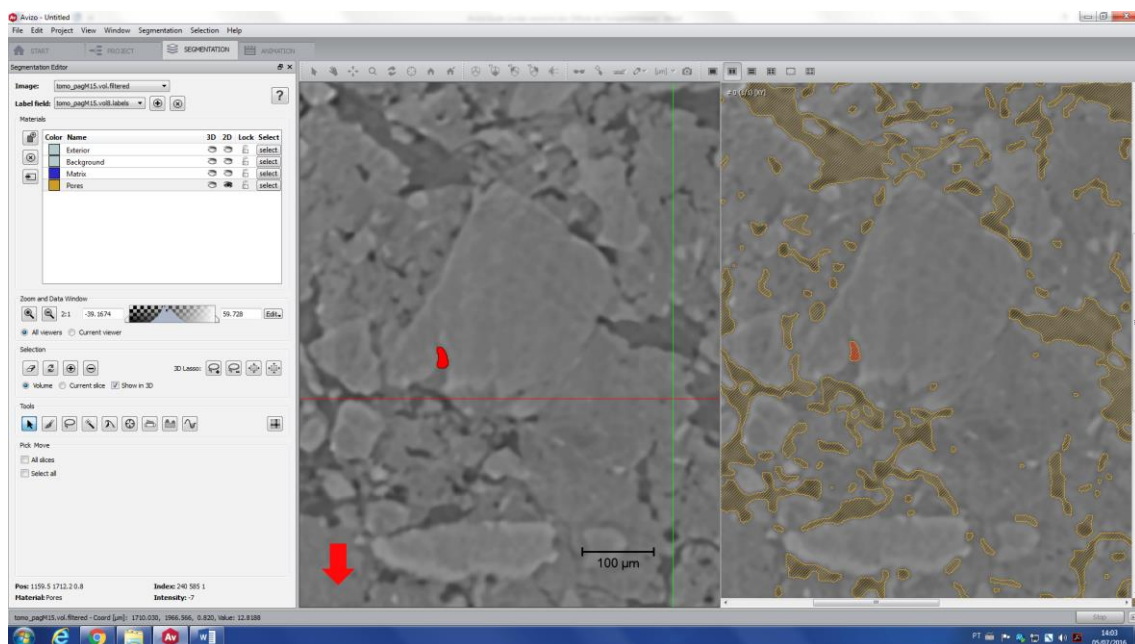 Avizo - Untitled
File Edit Project View Window Segmentation Selection Help
START PROJECT SEGMENTATION ANIMATION
Segmentation Editor
Image: tomo_pagM15.vol.filtered
Label field: tomo_pagM15.vol8.labels
?
Materials
Color Name 3D 2D Lock Select
Exterior select
Background select
Matrix select
Pores select
Zoom and Data Window
2:1 -39.1674 59.728 Edit
All viewers Current viewer
Selection
3D Lasso:
Volume Current slice Show in 3D
Tools
Pick Move
All slices
Select all
Pos: 1159.5 1712.2 0.8 Index: 240 585 1
Material: Pores Intensity: -7
100 µm
tomo_pagM15.vol.filtered - Coord [µm]: 1710.030, 1966.566, 0.820, Value: 12.8188
Stop
PT 14:03
05/07/2016